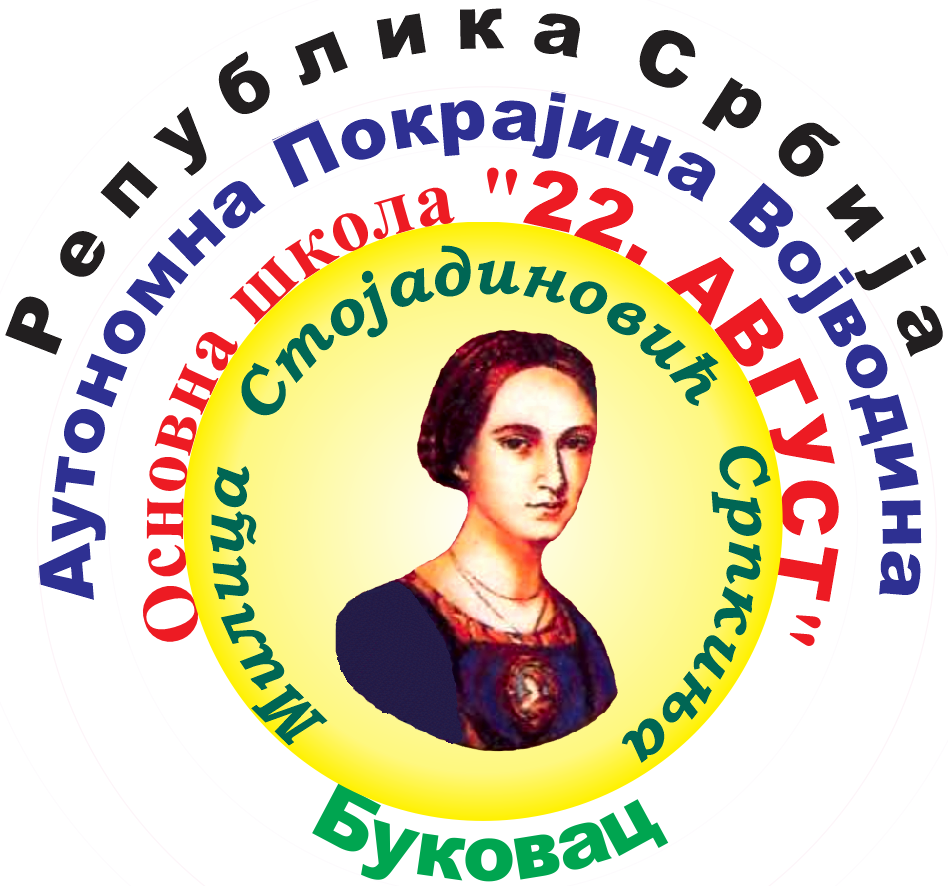 Република Србија
Аутономна Покрајина Војводина
Основна школа "22. АВГУСТ"
Милица Стојадиновић Српкиња
Буковац